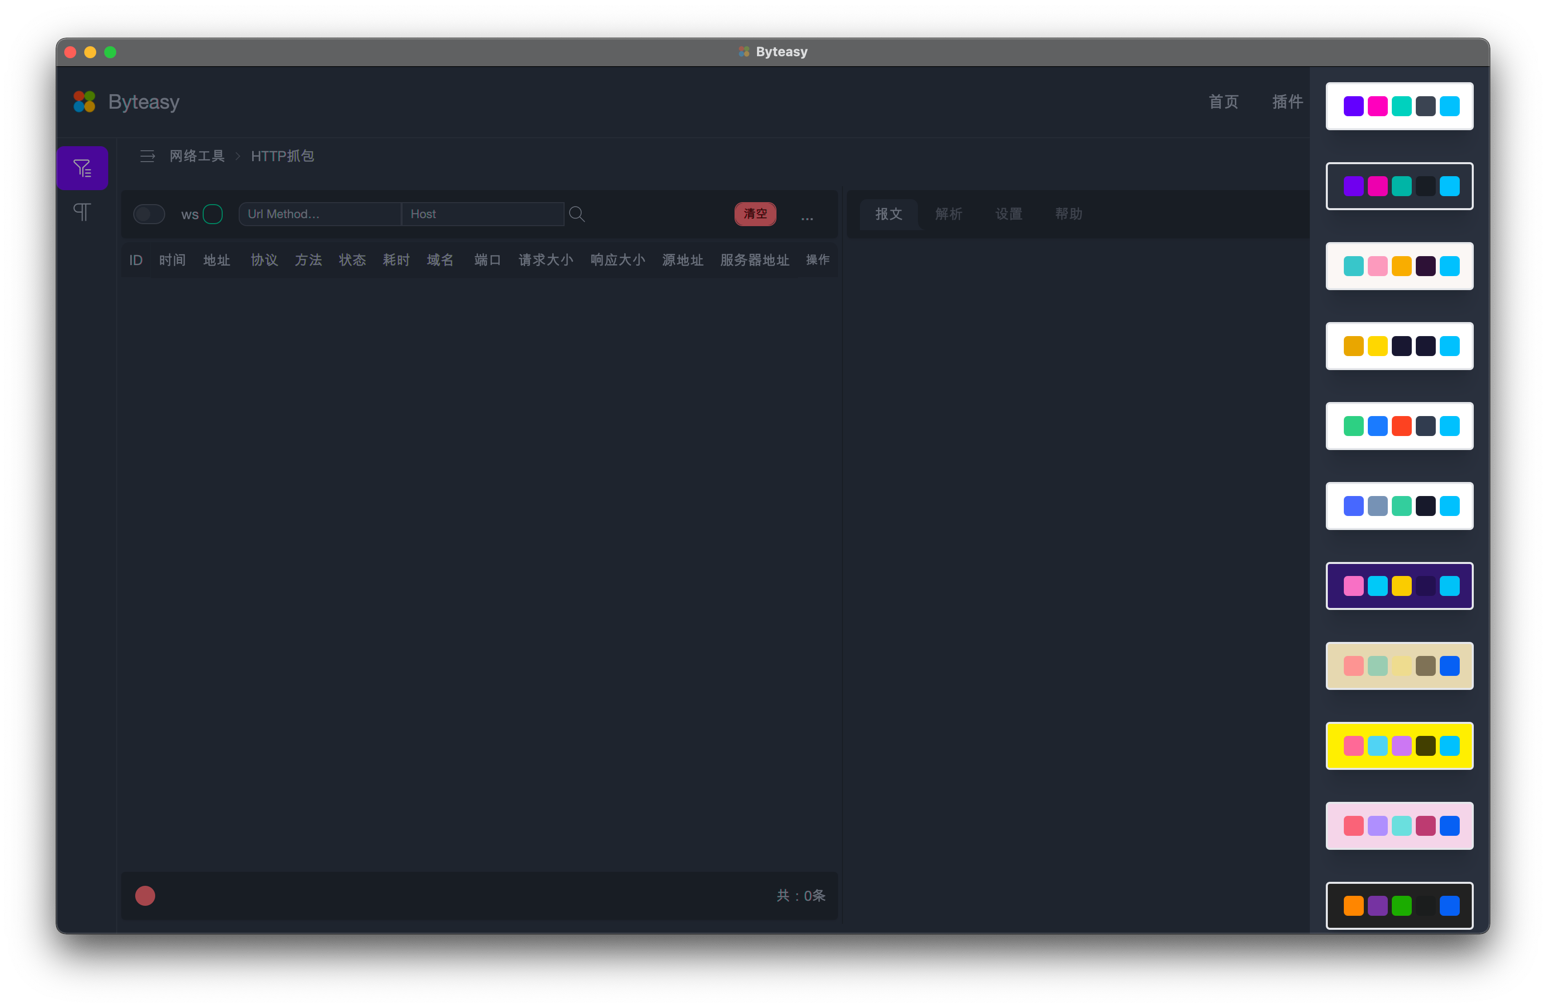 Byteasy
Byteasy
首页 插件
网络工具 > HTTP抓包
ws Url Method... Host 清空 ...
报文 解析 设置 帮助
ID 时间 地址 协议 方法 状态 耗时 域名 端口 请求大小 响应大小 源地址 服务器地址 操作
共：0条